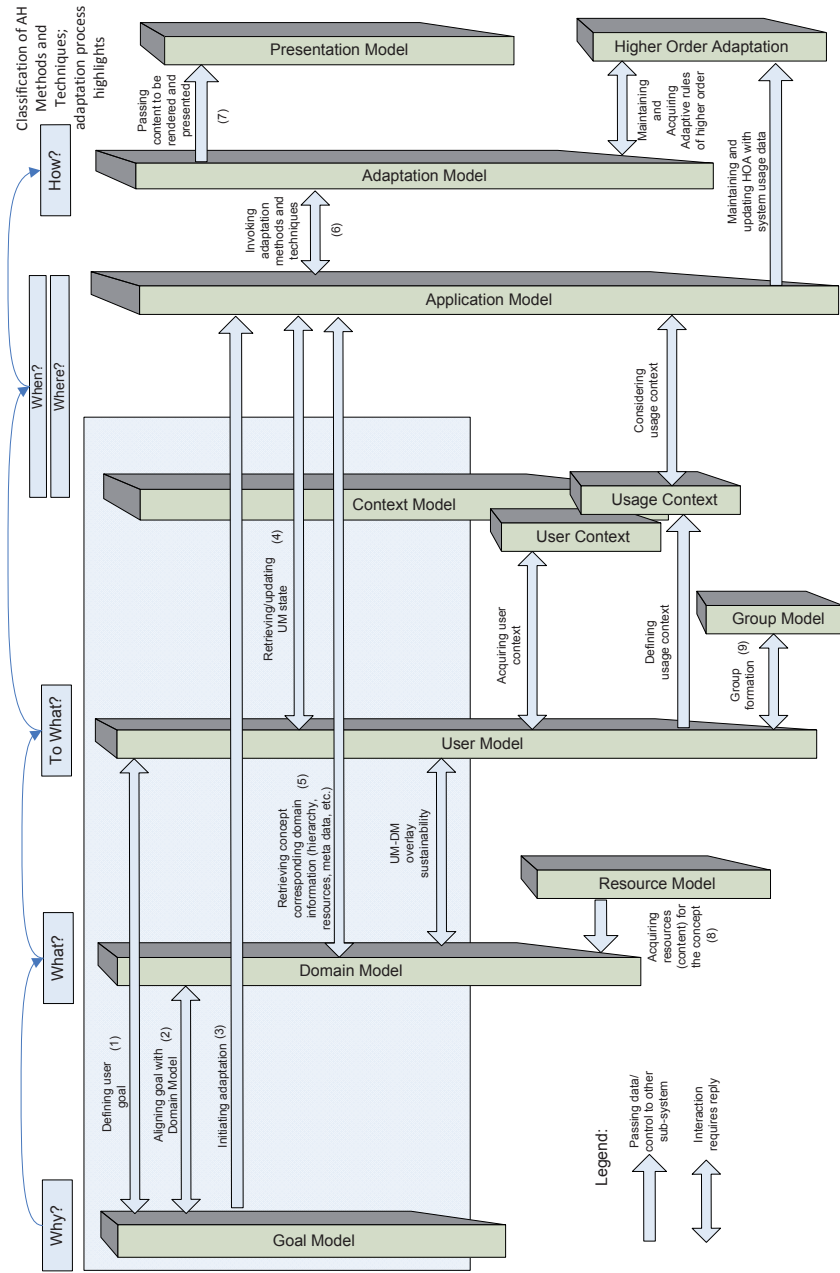 Classification of AH
Methods and
Techniques;
adaptation process
highlights
Why?
What?
To What?
When?
Where?
How?
Goal Model
Domain Model
Resource Model
User Model
Group Model
Context Model
User Context
Usage Context
Application Model
Adaptation Model
Presentation Model
Higher Order Adaptation
Defining user
goal
(1)
Aligning goal with
Domain Model
(2)
Initiating adaptation
(3)
Retrieving/updating
UM state
(4)
Retrieving concept
corresponding domain
information (hierarchy,
resources, meta data, etc.)
(5)
UM-DM
overlay
sustainability
Acquiring
resources
(content) for
the concept
(8)
Acquiring user
context
Defining
usage context
Group
formation
(9)
Considering
usage context
Invoking
adaptation
methods and
techniques
(6)
Passing
content to be
rendered and
presented
(7)
Maintaining
and
Acquiring
Adaptive rules
of higher order
Maintaining and
updating HOA with
system usage data
Legend:
Passing data/
control to other
sub-system
Interaction
requires reply